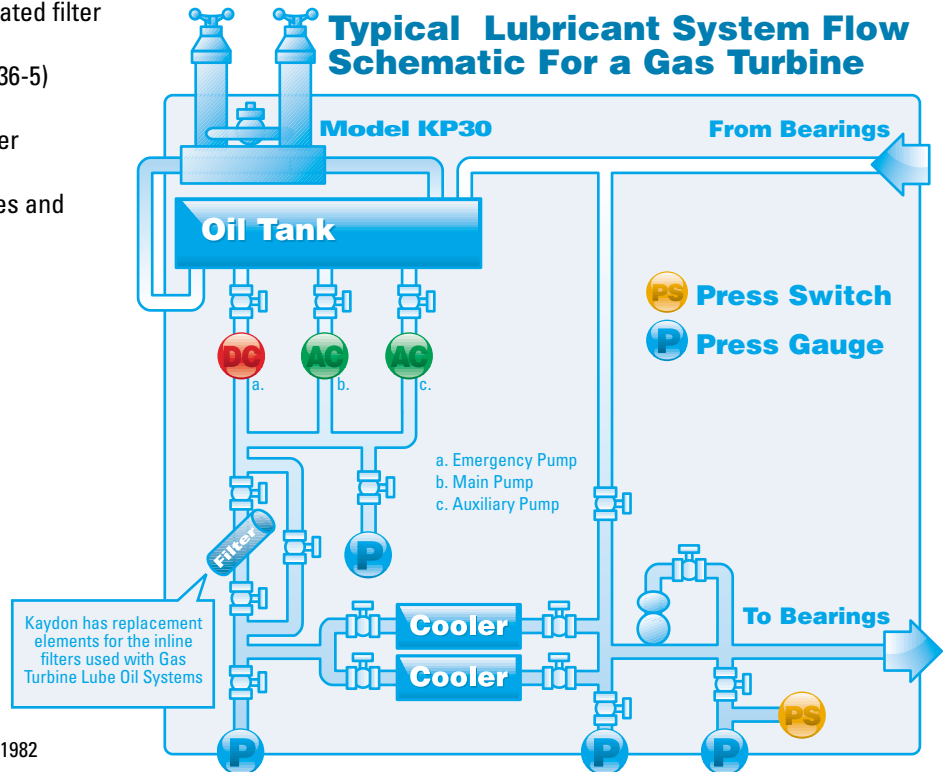 ated filter
36-5)
er
es and
1982
Typical Lubricant System Flow
Schematic For a Gas Turbine
Model KP30
From Bearings
Oil Tank
PS Press Switch
P Press Gauge
DC
AC
AC
a.
b.
c.
a. Emergency Pump
b. Main Pump
c. Auxiliary Pump
Filter
P
Kaydon has replacement
elements for the inline
filters used with Gas
Turbine Lube Oil Systems
Cooler
Cooler
To Bearings
PS
P
P
P